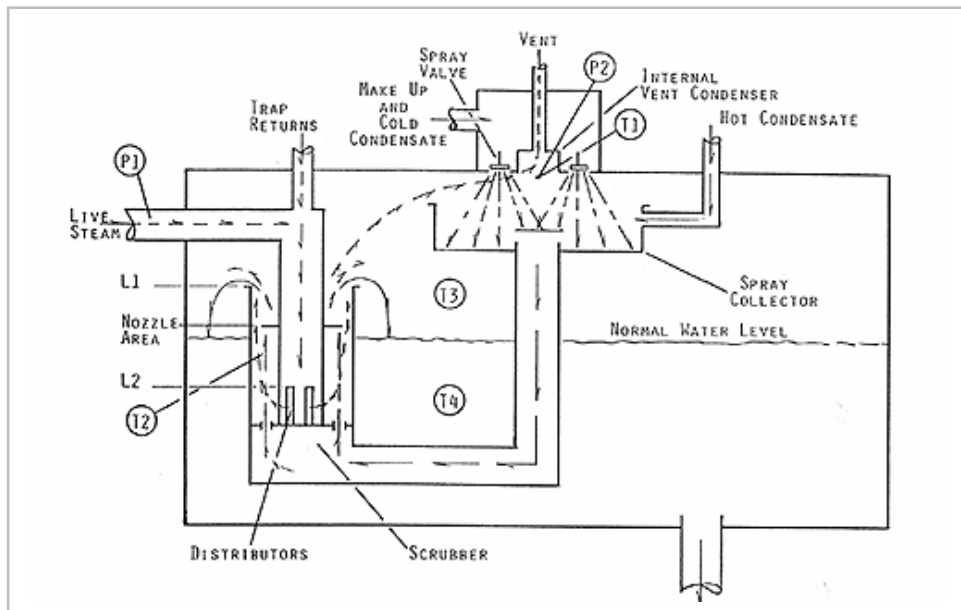 VENT
SPRAY
VALVE
P2
INTERNAL
VENT CONDENSER
MAKE UP
AND
COLD
CONDENSATE
T1
HOT CONDENSATE
TRAP
RETURNS
P1
LIVE
STEAM
L1
T3
SPRAY
COLLECTOR
NOZZLE
AREA
NORMAL WATER LEVEL
L2
T2
T4
DISTRIBUTORS
SCRUBBER